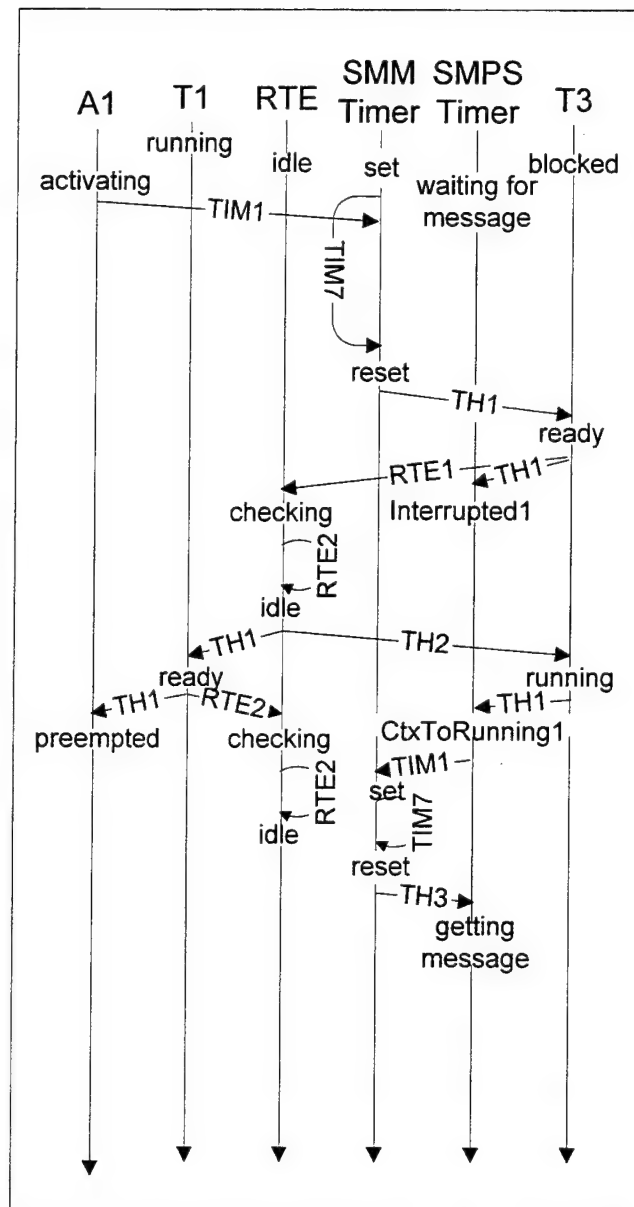 A1 T1 RTE SMM Timer SMPS Timer T3
running
idle
set
blocked
activating
waiting for
message
TIM1
TIM7
reset
TH1
ready
RTE1
TH1
checking
Interrupted1
RTE2
idle
TH1
TH2
ready
running
TH1
RTE2
TH1
preempted
checking
CtxToRunning1
TIM1
RTE2
set
TIM7
idle
reset
TH3
getting
message